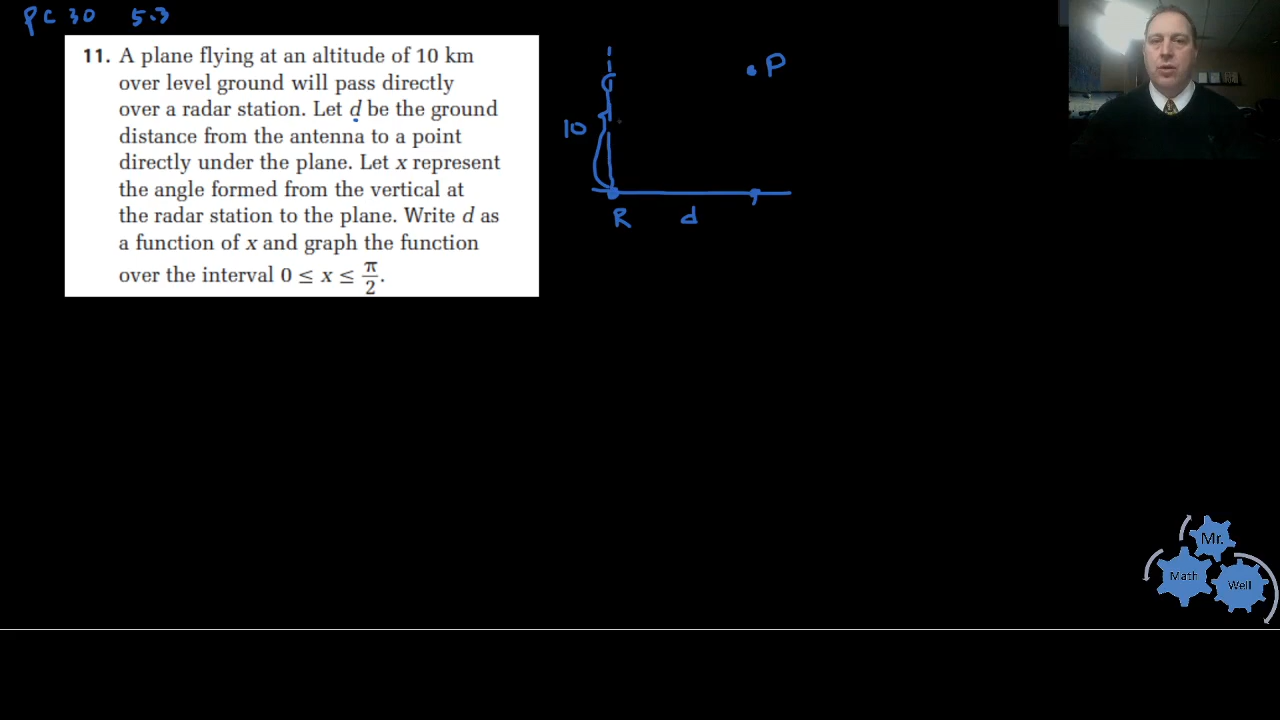 PC 30 5.3
11. A plane flying at an altitude of 10 km
over level ground will pass directly
over a radar station. Let d be the ground
distance from the antenna to a point
directly under the plane. Let x represent
the angle formed from the vertical at
the radar station to the plane. Write d as
a function of x and graph the function
over the interval 0 ≤ x ≤ π/2.
P
10
R d
Mr.
Math
Well